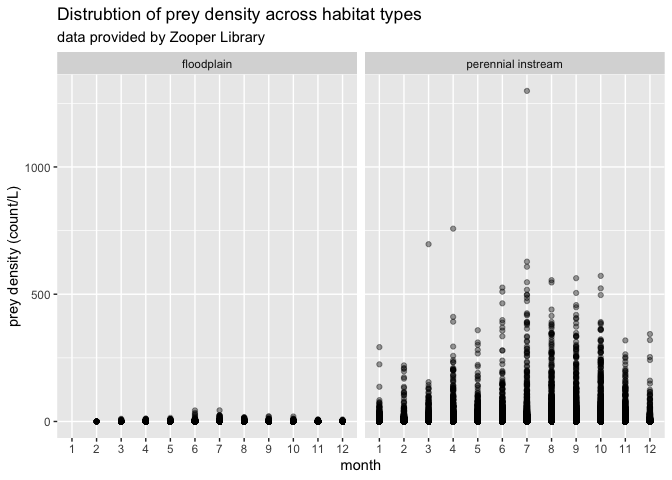 Distrubtion of prey density across habitat types
data provided by Zooper Library
floodplain
perennial instream
1000
500
0
prey density (count/L)
1 2 3 4 5 6 7 8 9 10 11 12
1 2 3 4 5 6 7 8 9 10 11 12
month